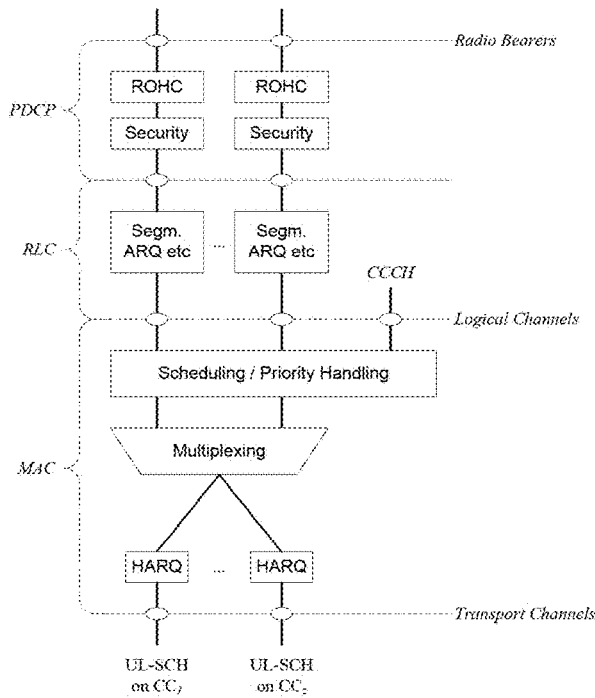 Radio Bearers
ROHC
ROHC
PDCP
Security
Security
Segm.
ARQ etc
...
Segm.
ARQ etc
RLC
CCCH
Logical Channels
Scheduling / Priority Handling
Multiplexing
MAC
HARQ
...
HARQ
Transport Channels
UL-SCH
on CC1
UL-SCH
on CC